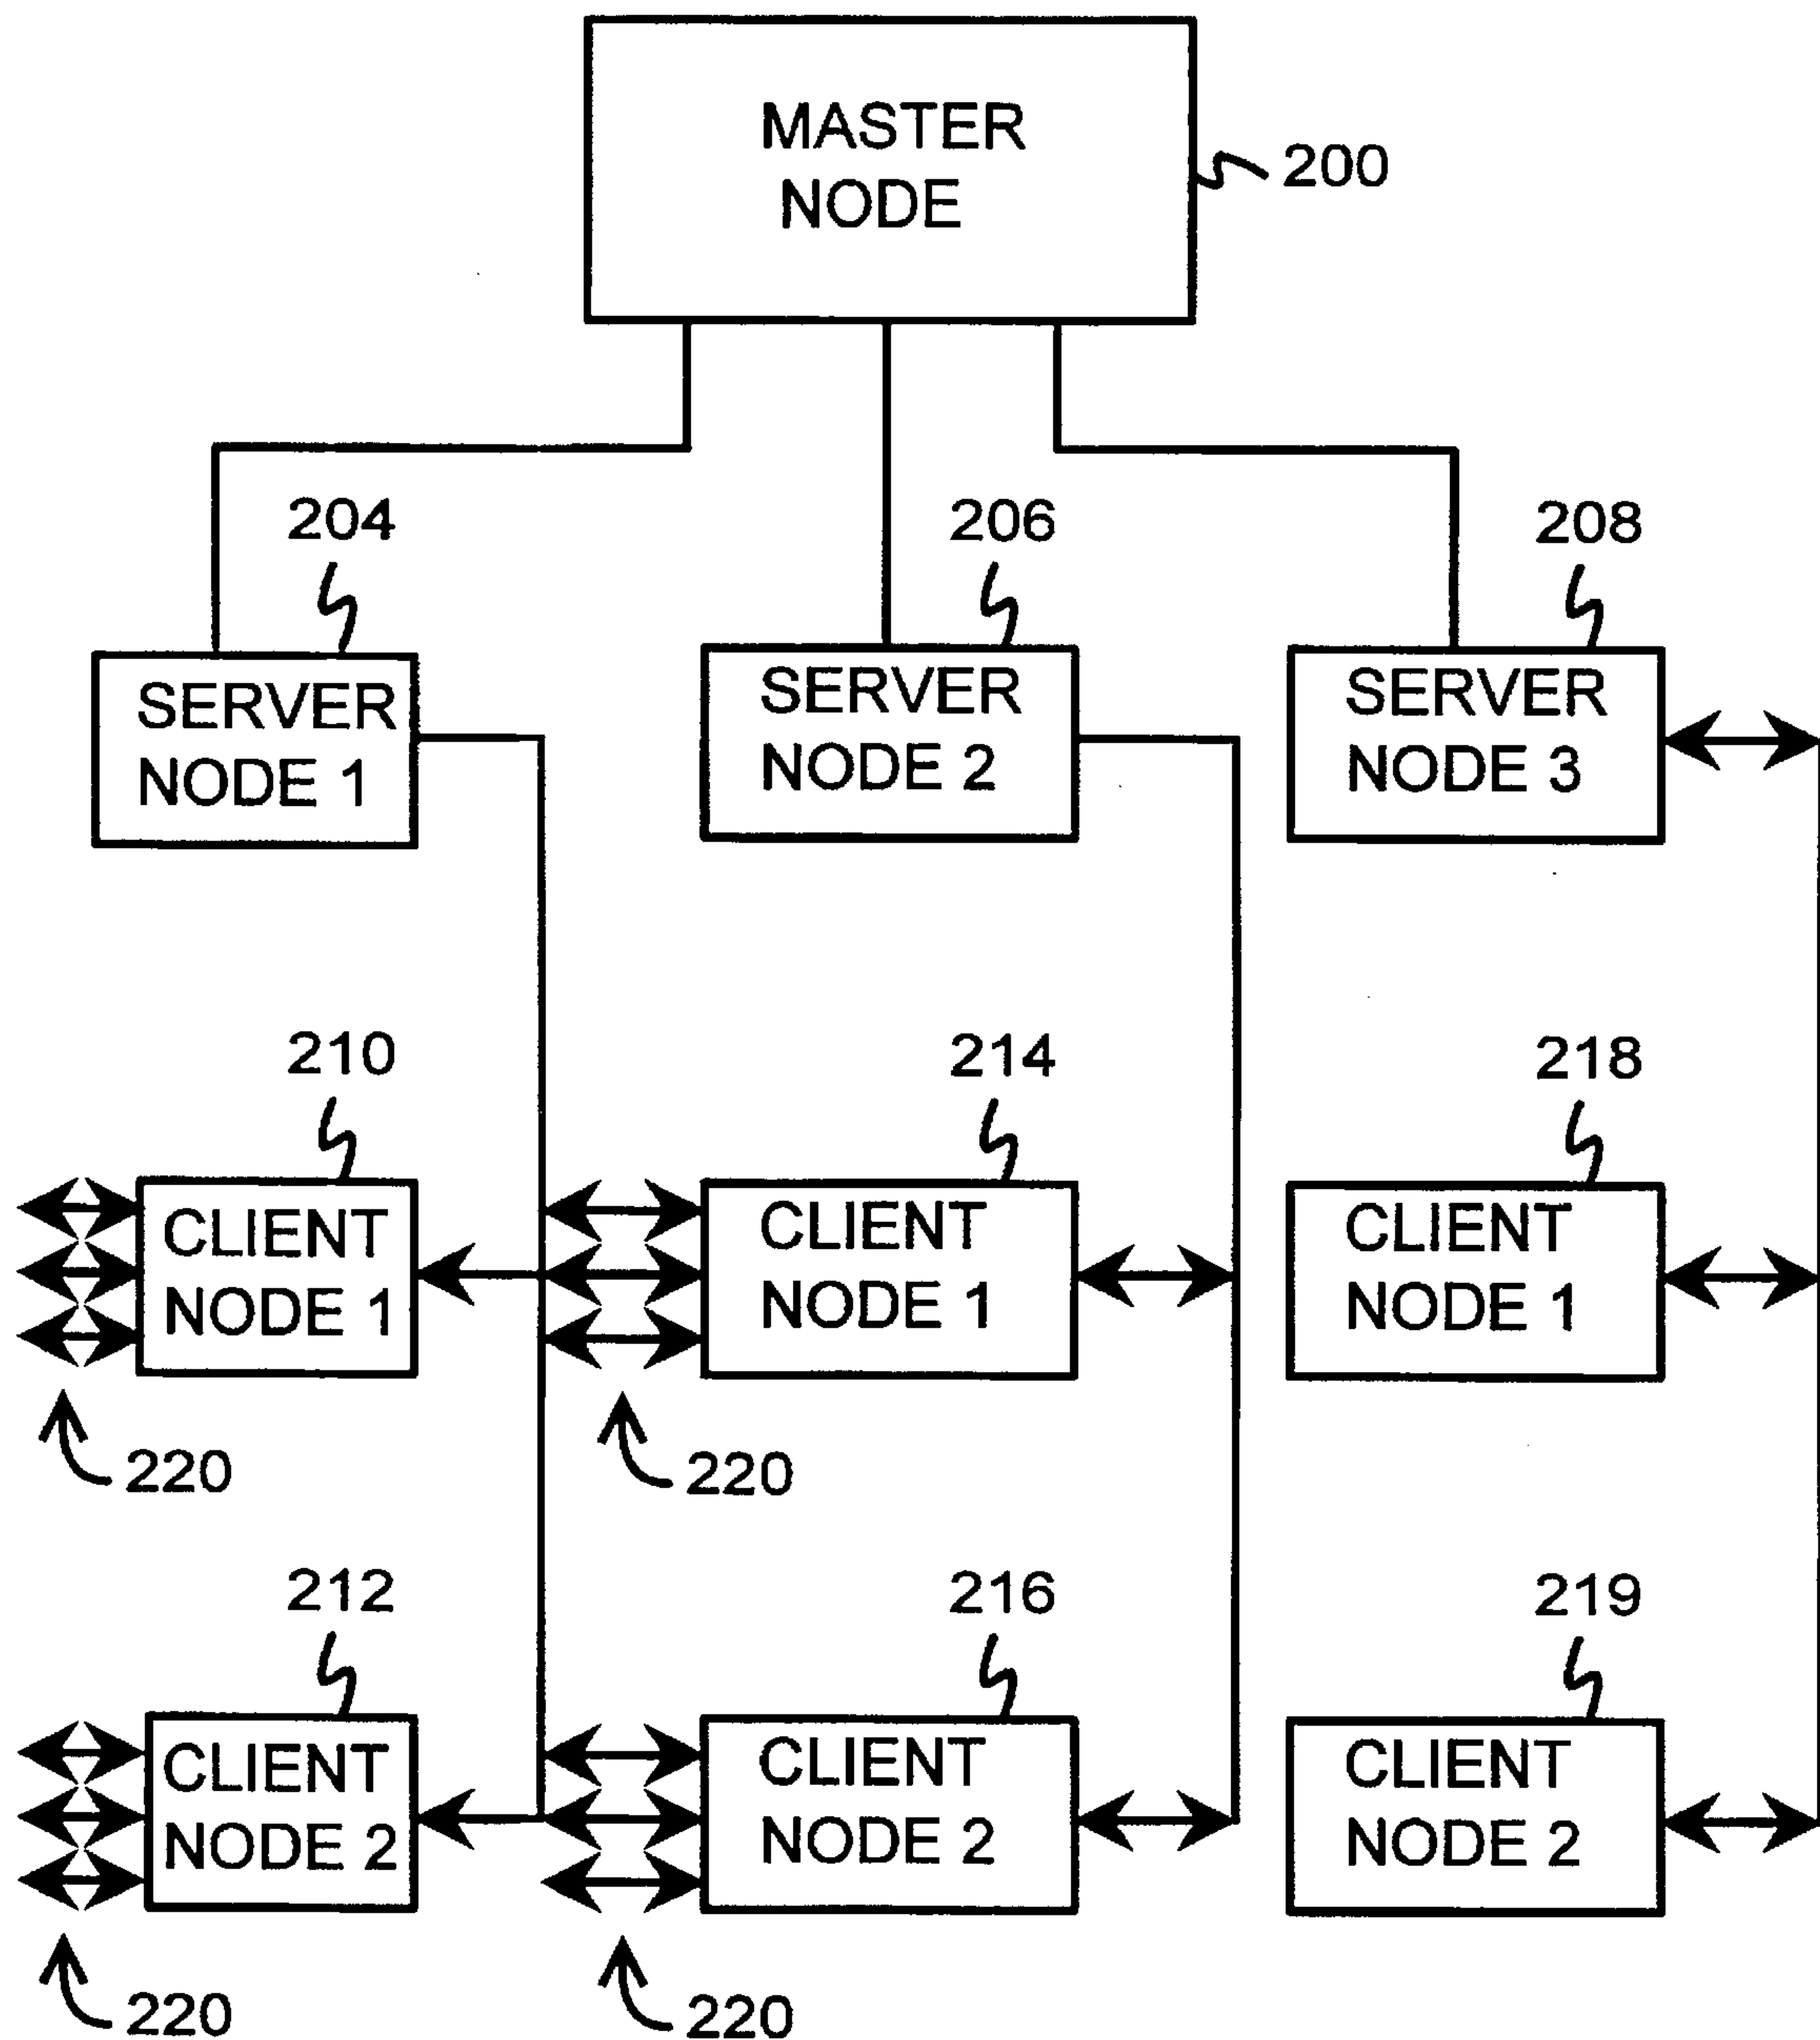 MASTER
NODE
200
204
206
208
SERVER
NODE 1
SERVER
NODE 2
SERVER
NODE 3
210
214
218
CLIENT
NODE 1
CLIENT
NODE 1
CLIENT
NODE 1
220
220
212
216
219
CLIENT
NODE 2
CLIENT
NODE 2
CLIENT
NODE 2
220
220